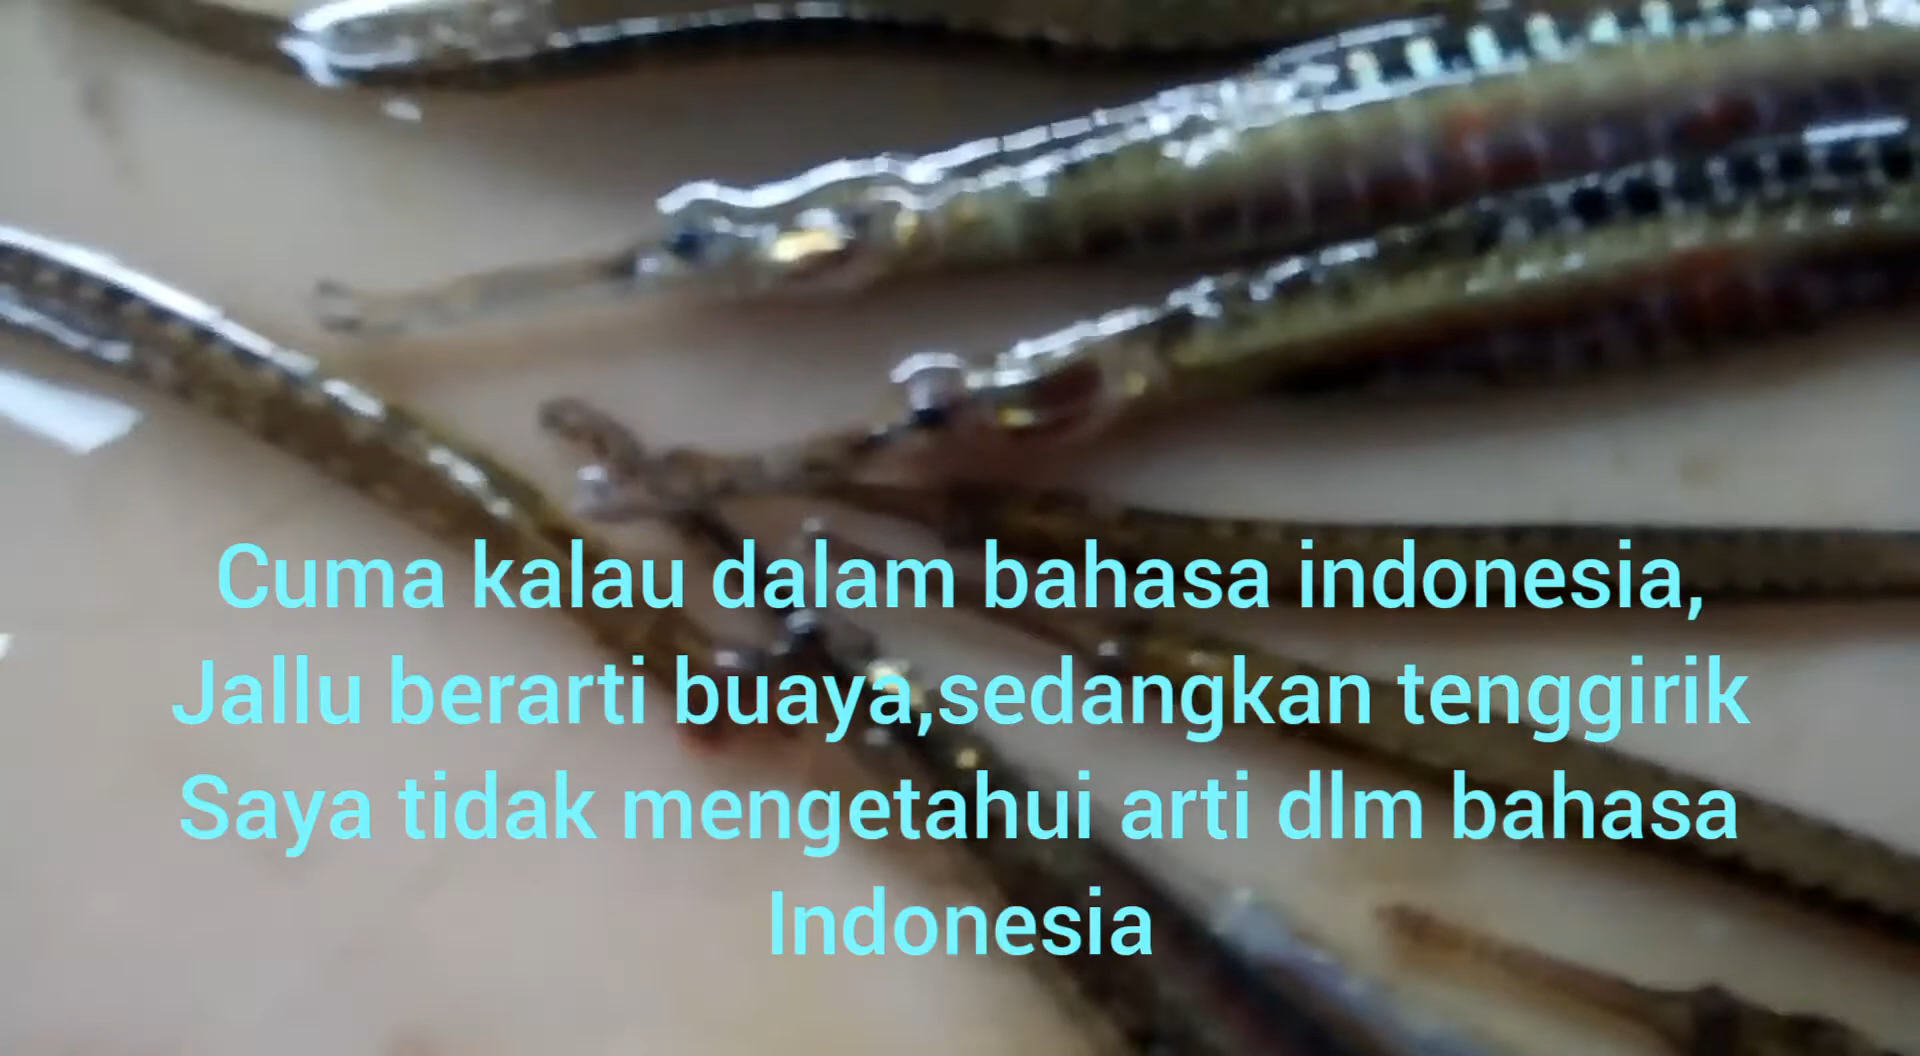 Cuma kalau dalam bahasa indonesia,
Jallu berarti buaya,sedangkan tenggirik
Saya tidak mengetahui arti dlm bahasa
Indonesia